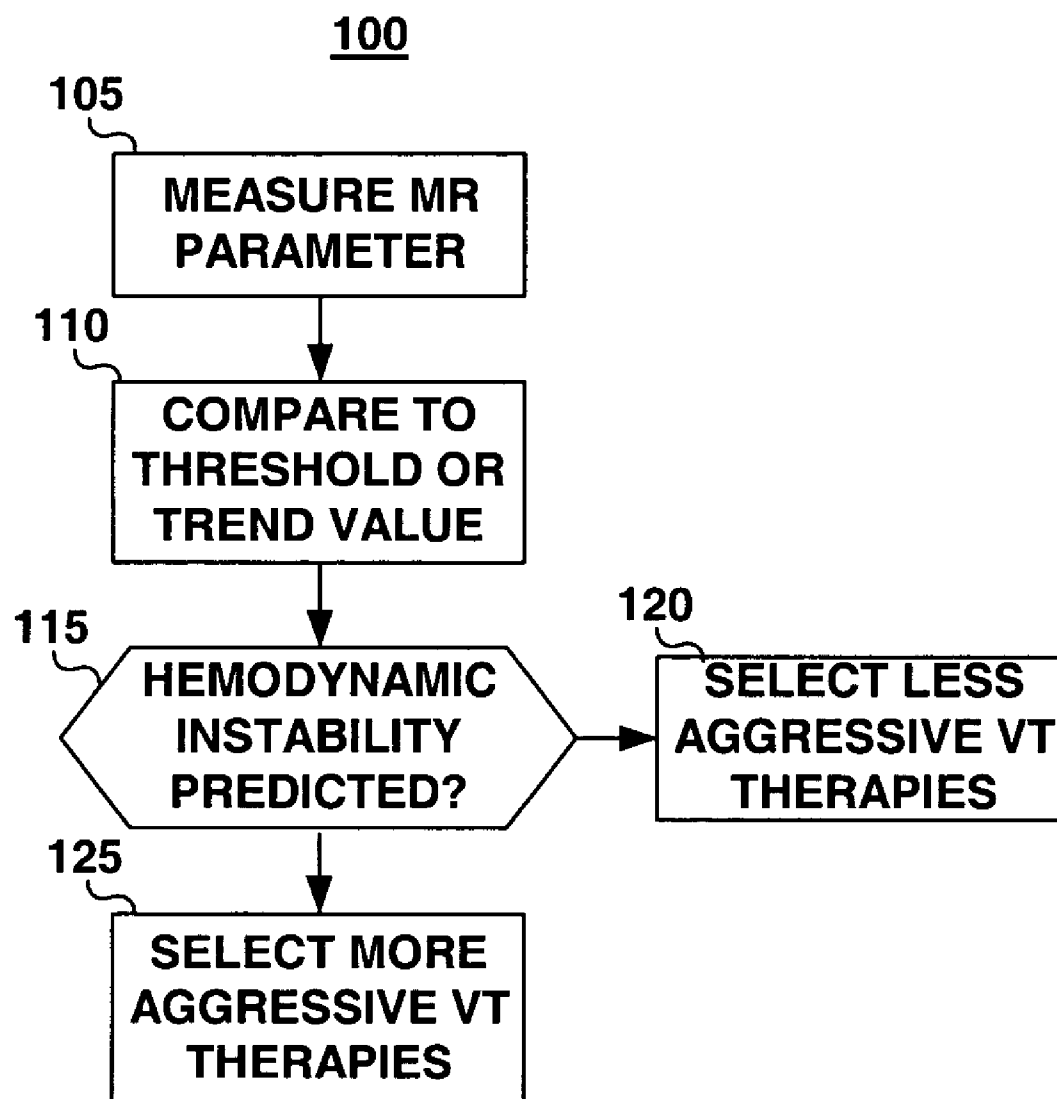 100
105
MEASURE MR
PARAMETER
110
COMPARE TO
THRESHOLD OR
TREND VALUE
115
HEMODYNAMIC
INSTABILITY
PREDICTED?
120
SELECT LESS
AGGRESSIVE VT
THERAPIES
125
SELECT MORE
AGGRESSIVE VT
THERAPIES